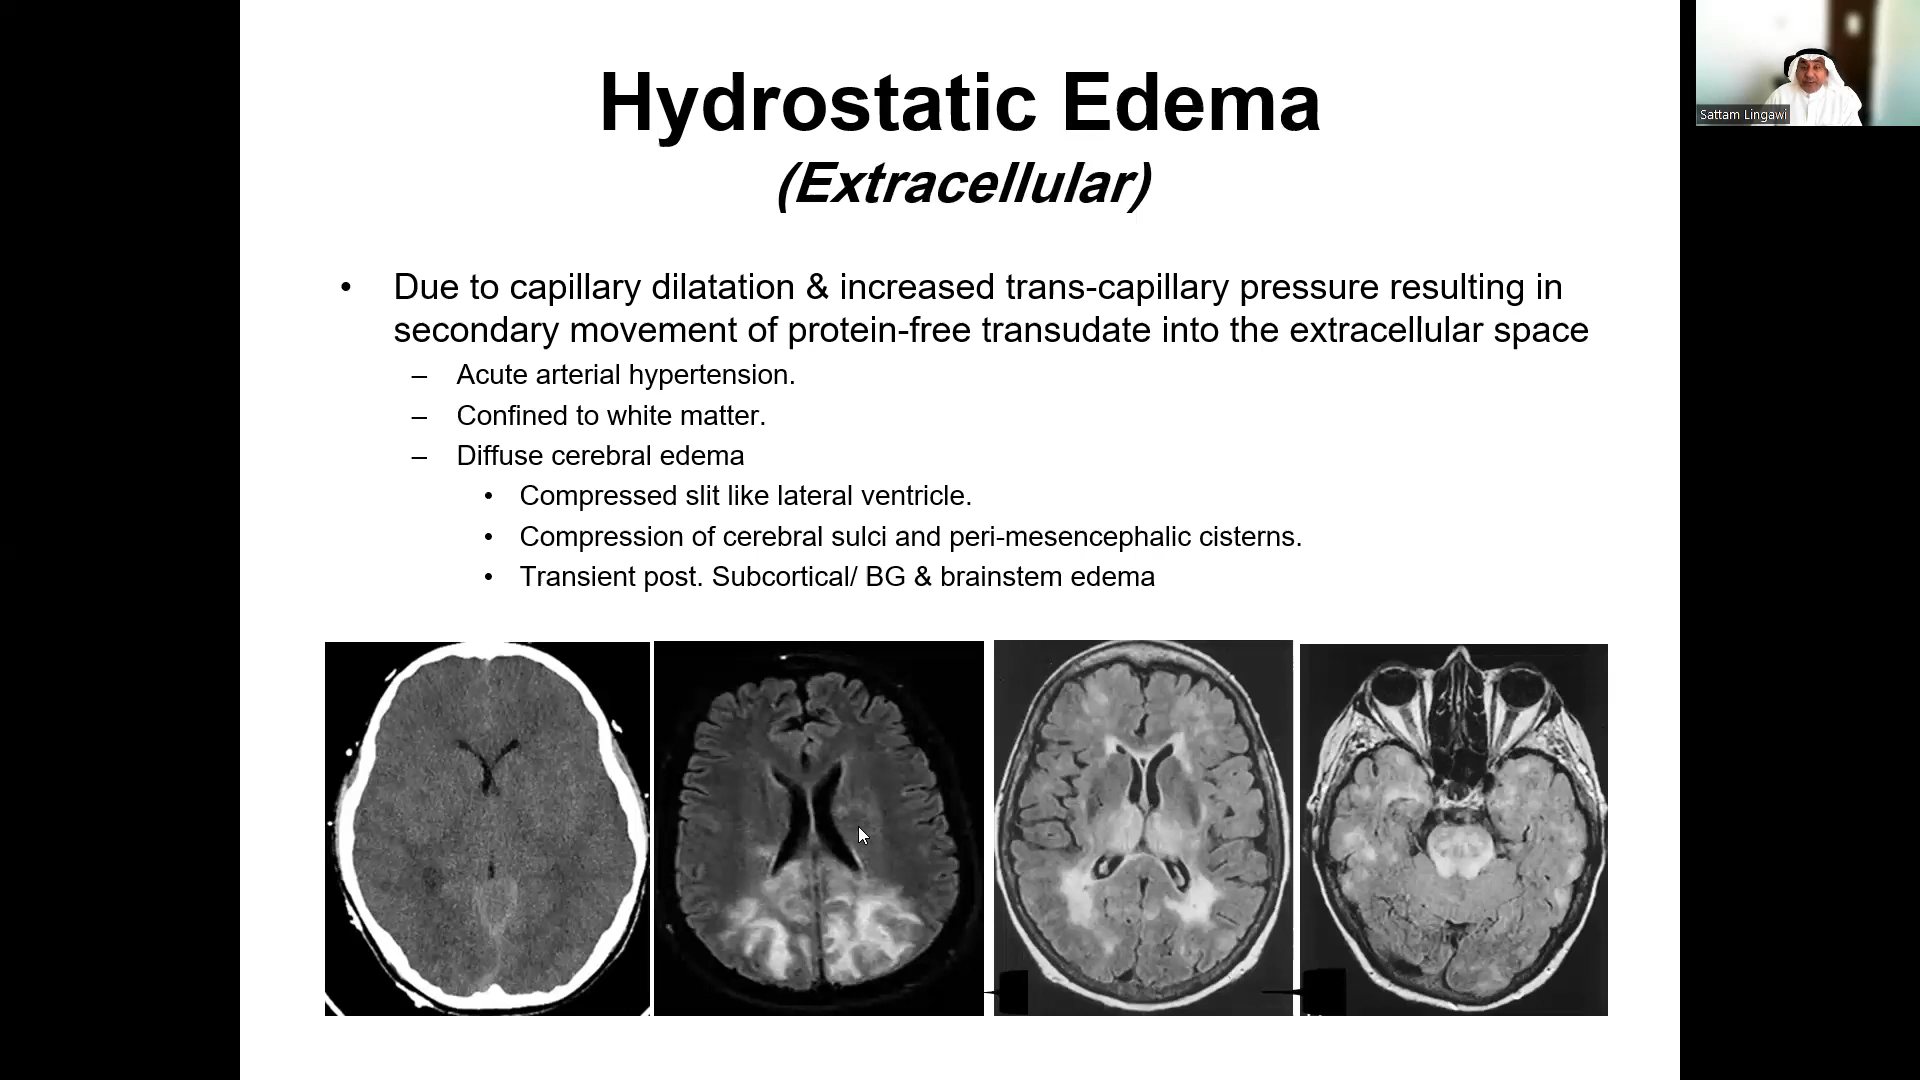 Hydrostatic Edema
(Extracellular)
• Due to capillary dilatation & increased trans-capillary pressure resulting in
secondary movement of protein-free transudate into the extracellular space
– Acute arterial hypertension.
– Confined to white matter.
– Diffuse cerebral edema
• Compressed slit like lateral ventricle.
• Compression of cerebral sulci and peri-mesencephalic cisterns.
• Transient post. Subcortical/ BG & brainstem edema
Sattam Lingawi